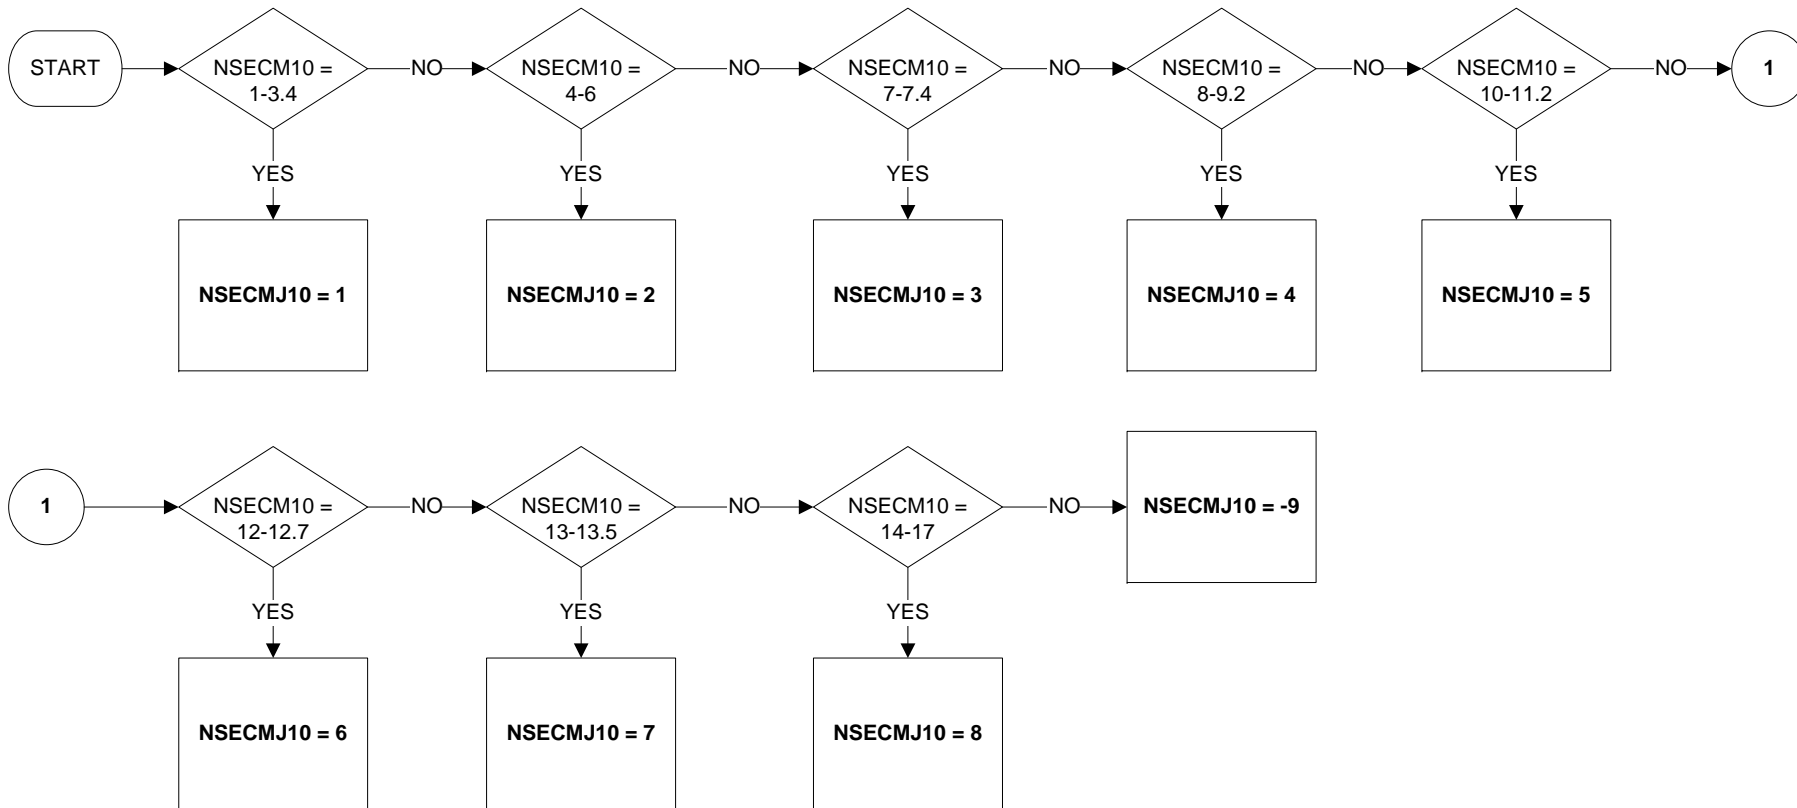 START
NSECM10 =
1-3.4
NO
NSECM10 =
4-6
NO
NSECM10 =
7-7.4
NO
NSECM10 =
8-9.2
NO
NSECM10 =
10-11.2
NO
1
YES
YES
YES
YES
YES
NSECMJ10 = 1
NSECMJ10 = 2
NSECMJ10 = 3
NSECMJ10 = 4
NSECMJ10 = 5
1
NSECM10 =
12-12.7
NO
NSECM10 =
13-13.5
NO
NSECM10 =
14-17
NO
NSECMJ10 = -9
YES
YES
YES
NSECMJ10 = 6
NSECMJ10 = 7
NSECMJ10 = 8